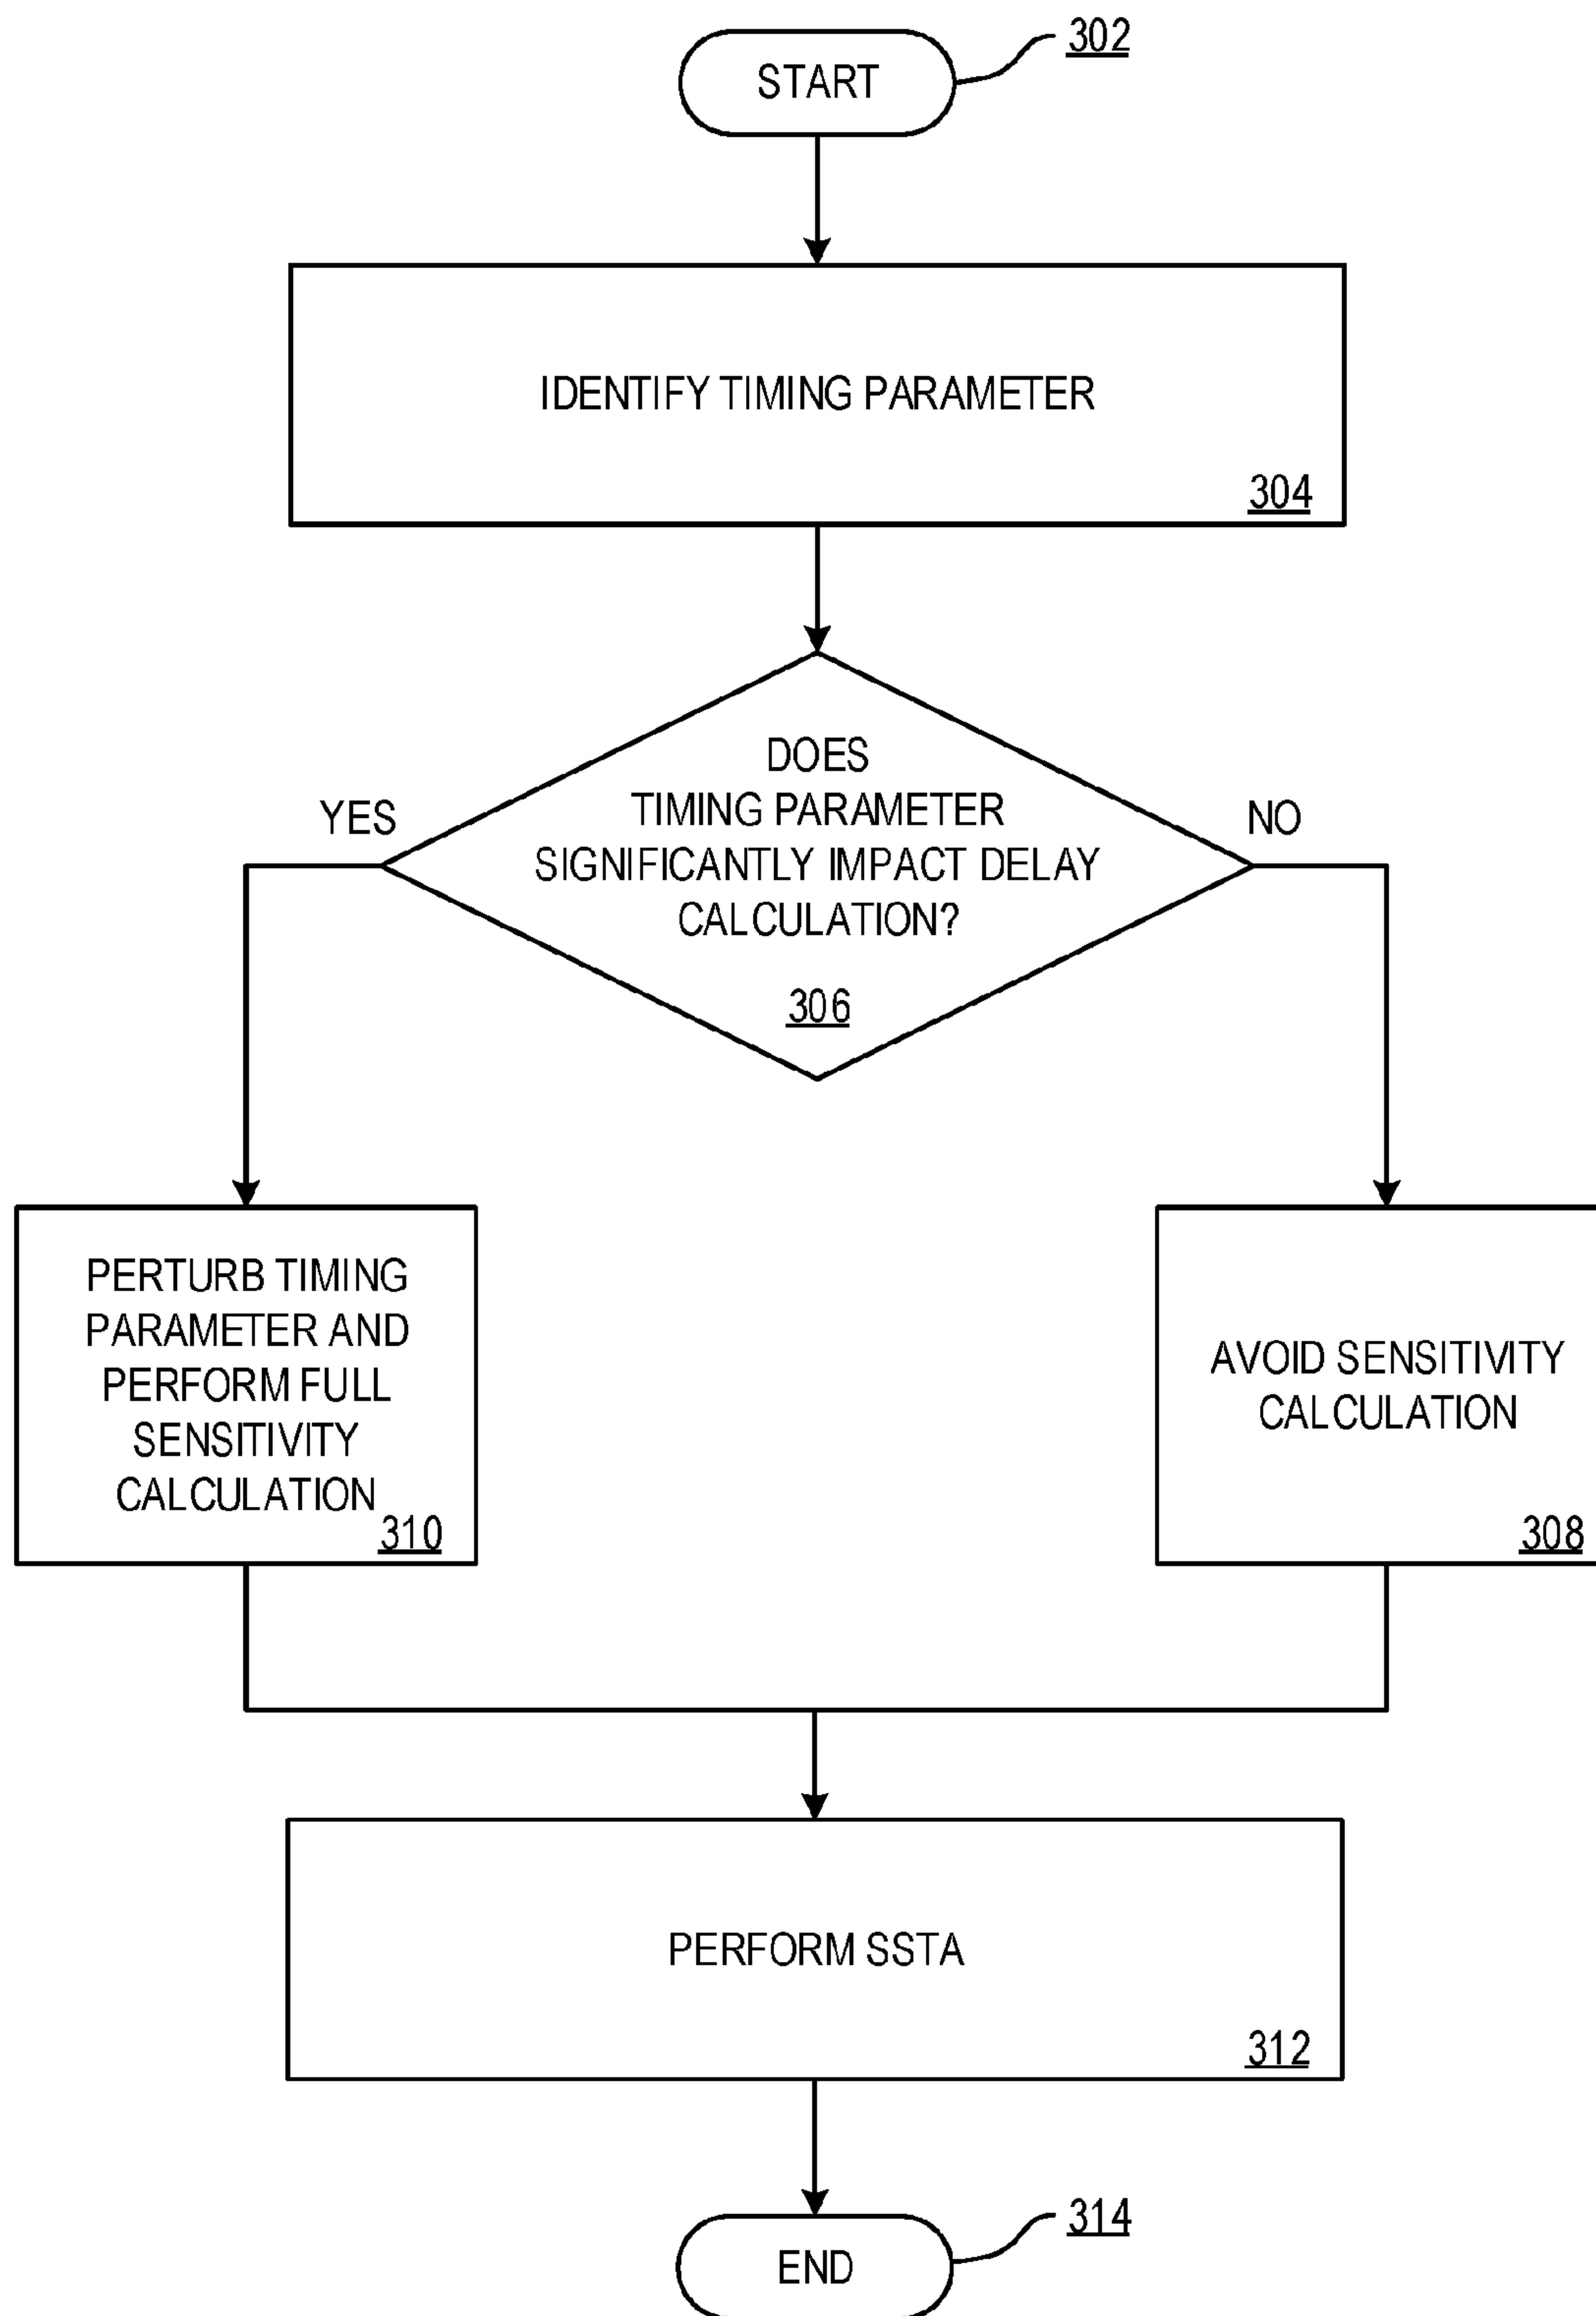 302
START
IDENTIFY TIMING PARAMETER
304
DOES
TIMING PARAMETER
SIGNIFICANTLY IMPACT DELAY
CALCULATION?
306
YES
NO
PERTURB TIMING
PARAMETER AND
PERFORM FULL
SENSITIVITY
CALCULATION
310
AVOID SENSITIVITY
CALCULATION
308
PERFORM SSTA
312
314
END